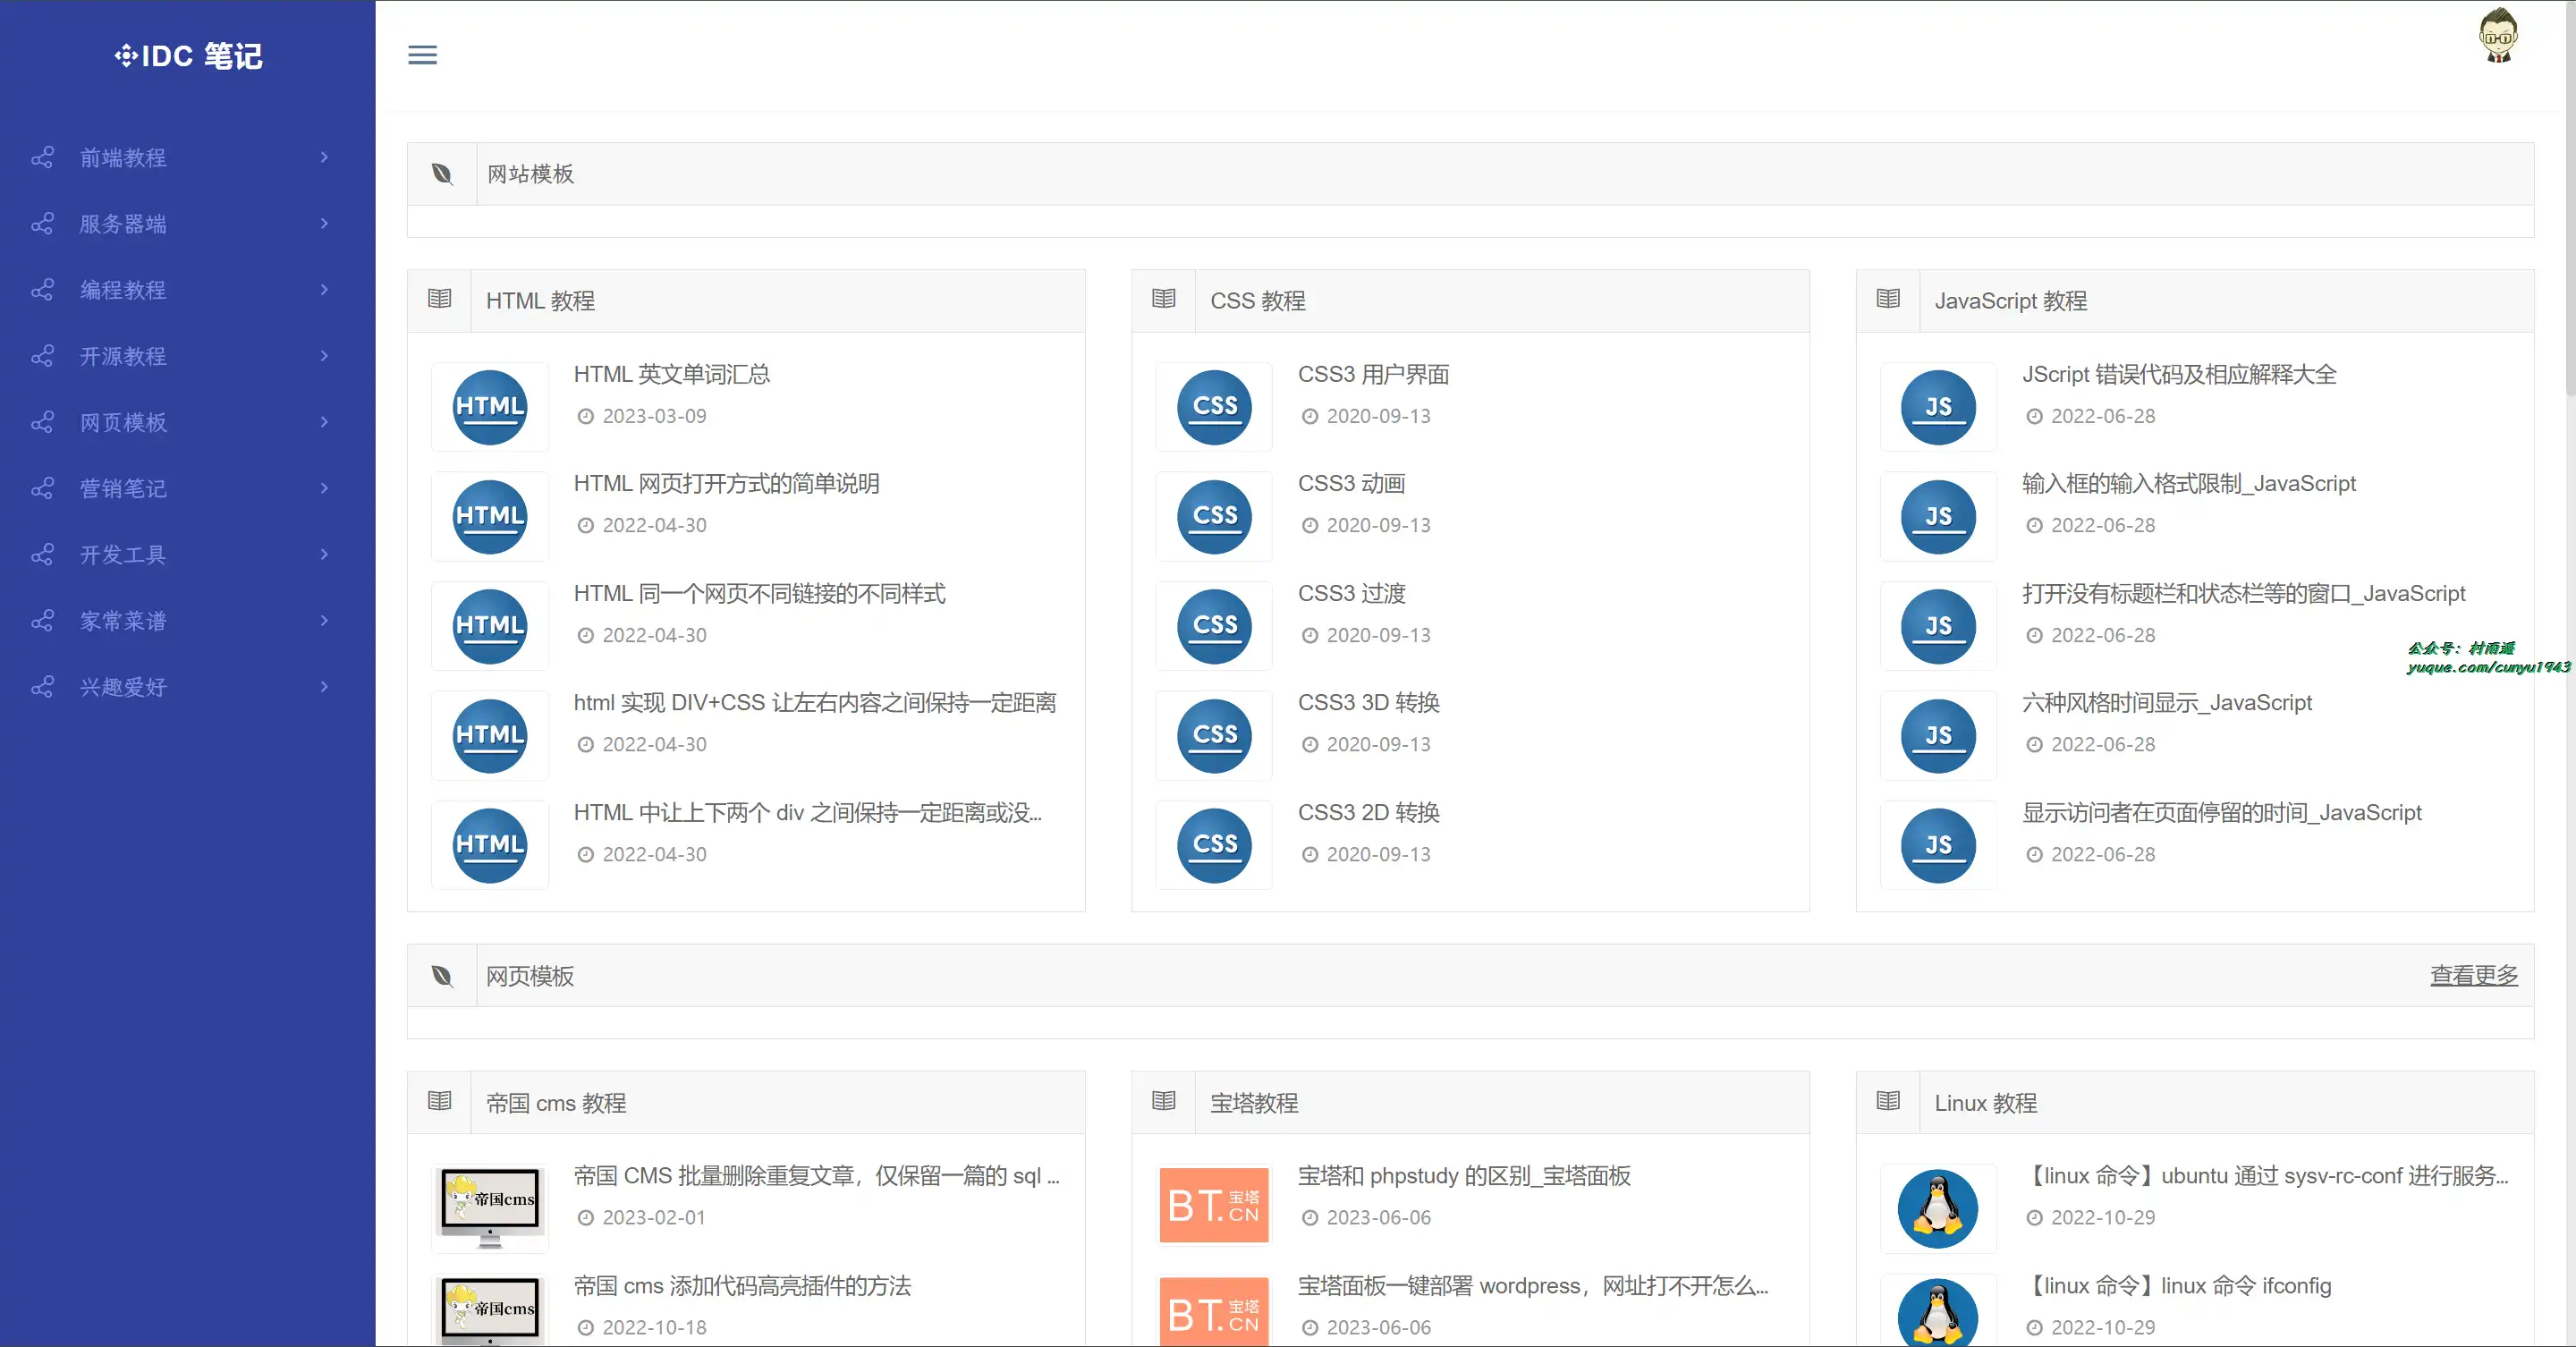 IDC 笔记
前端教程
服务器端
编程教程
开源教程
网页模板
营销笔记
开发工具
家常菜谱
兴趣爱好
网站模板
HTML 教程
HTML
HTML 英文单词汇总
2023-03-09
HTML
HTML 网页打开方式的简单说明
2022-04-30
HTML
HTML 同一个网页不同链接的不同样式
2022-04-30
HTML
html 实现 DIV+CSS 让左右内容之间保持一定距离
2022-04-30
HTML
HTML 中让上下两个 div 之间保持一定距离或没...
2022-04-30
CSS 教程
CSS
CSS3 用户界面
2020-09-13
CSS
CSS3 动画
2020-09-13
CSS
CSS3 过渡
2020-09-13
CSS
CSS3 3D 转换
2020-09-13
CSS
CSS3 2D 转换
2020-09-13
JavaScript 教程
JS
JScript 错误代码及相应解释大全
2022-06-28
JS
输入框的输入格式限制_JavaScript
2022-06-28
JS
打开没有标题栏和状态栏等的窗口_JavaScript
2022-06-28
JS
六种风格时间显示_JavaScript
2022-06-28
JS
显示访问者在页面停留的时间_JavaScript
2022-06-28
公众号：村雨遥
yuque.com/cunyu1943
网页模板
查看更多
帝国 cms 教程
帝国cms
帝国 CMS 批量删除重复文章，仅保留一篇的 sql ...
2023-02-01
帝国cms
帝国 cms 添加代码高亮插件的方法
2022-10-18
宝塔教程
BT.宝塔
CN
宝塔和 phpstudy 的区别_宝塔面板
2023-06-06
BT.宝塔
CN
宝塔面板一键部署 wordpress，网址打不开怎么...
2023-06-06
Linux 教程
【linux 命令】ubuntu 通过 sysv-rc-conf 进行服务...
2022-10-29
【linux 命令】linux 命令 ifconfig
2022-10-29